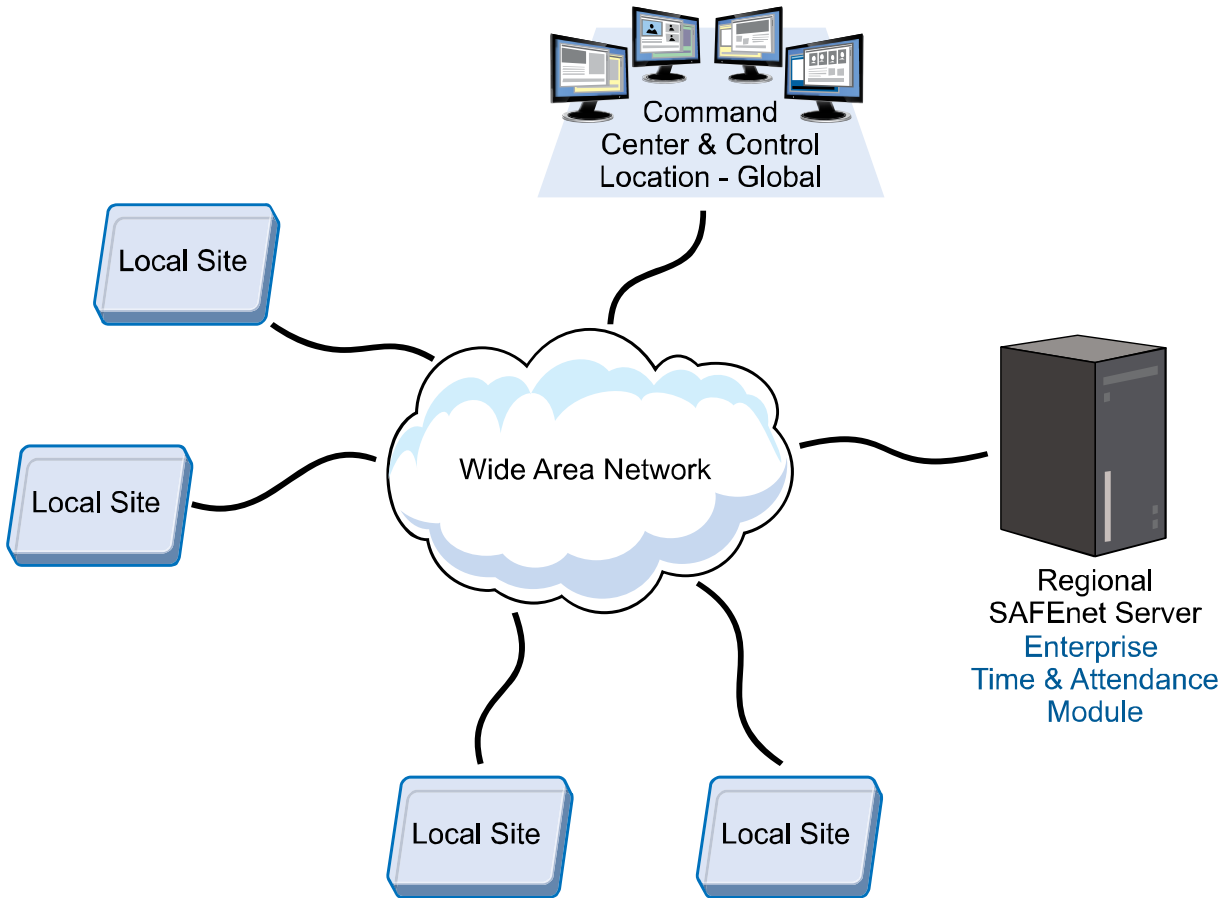 Command
Center & Control
Location - Global
Local Site
Local Site
Wide Area Network
Regional
SAFEnet Server
Enterprise
Time & Attendance
Module
Local Site
Local Site